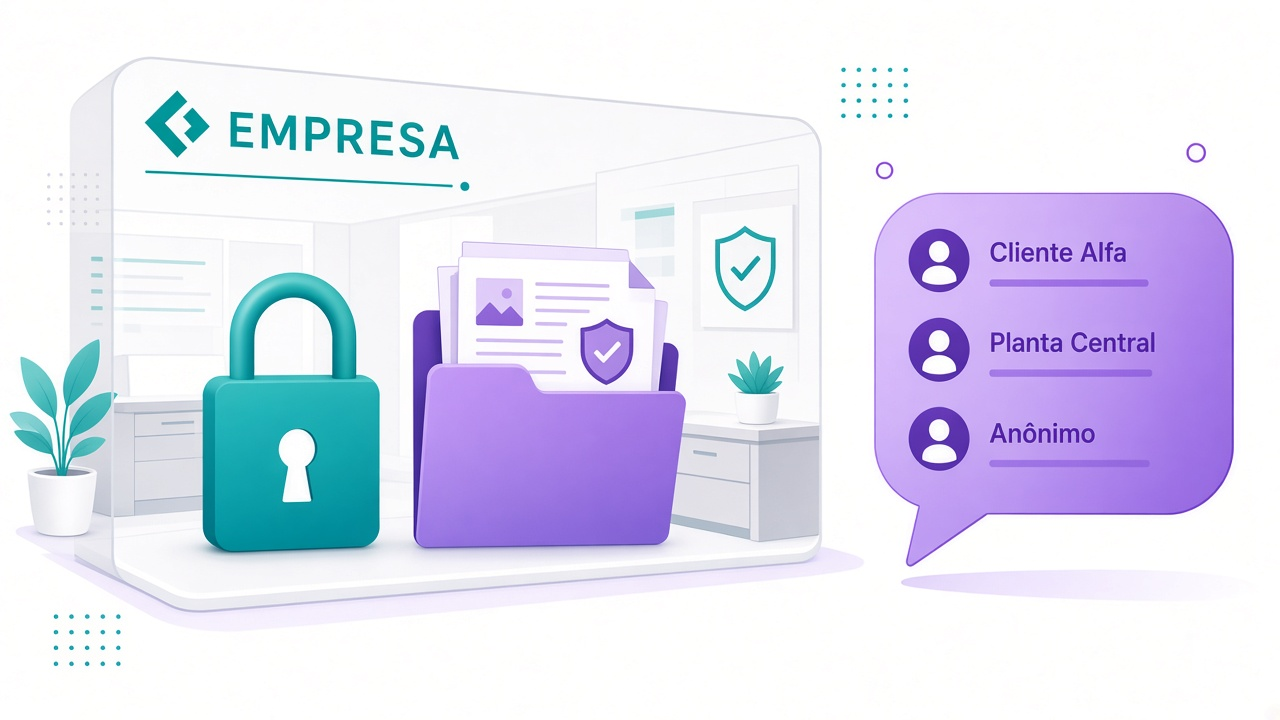 EMPRESA
Cliente Alfa
Planta Central
Anônimo